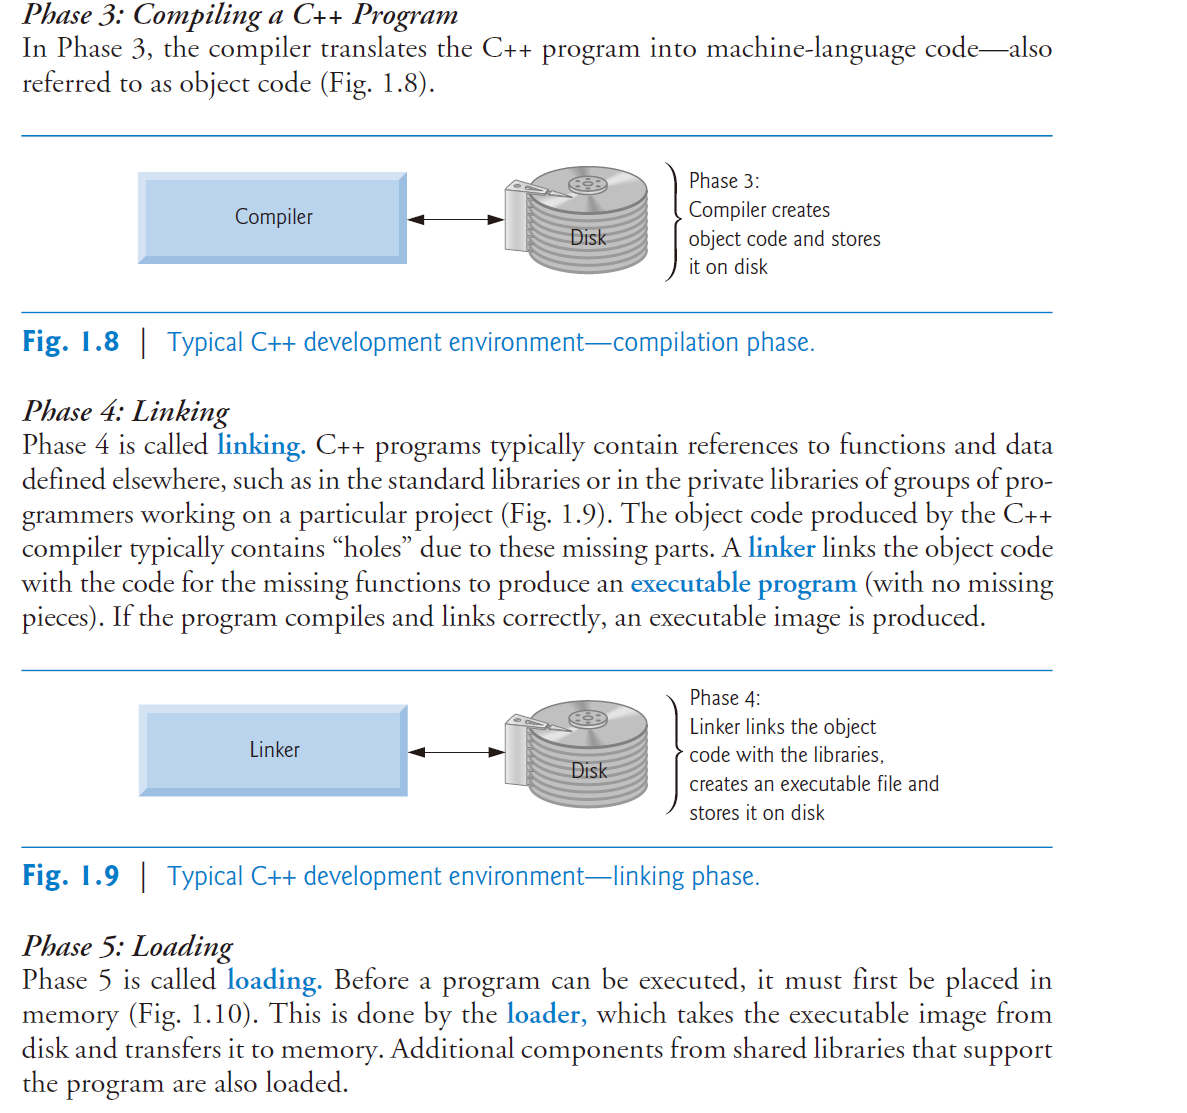 Phase 3: Compiling a C++ Program
In Phase 3, the compiler translates the C++ program into machine-language code—also
referred to as object code (Fig. 1.8).
Compiler
Disk
Phase 3:
Compiler creates
object code and stores
it on disk
Fig. 1.8 | Typical C++ development environment—compilation phase.
Phase 4: Linking
Phase 4 is called linking. C++ programs typically contain references to functions and data
defined elsewhere, such as in the standard libraries or in the private libraries of groups of pro-
grammers working on a particular project (Fig. 1.9). The object code produced by the C++
compiler typically contains “holes” due to these missing parts. A linker links the object code
with the code for the missing functions to produce an executable program (with no missing
pieces). If the program compiles and links correctly, an executable image is produced.
Linker
Disk
Phase 4:
Linker links the object
code with the libraries,
creates an executable file and
stores it on disk
Fig. 1.9 | Typical C++ development environment—linking phase.
Phase 5: Loading
Phase 5 is called loading. Before a program can be executed, it must first be placed in
memory (Fig. 1.10). This is done by the loader, which takes the executable image from
disk and transfers it to memory. Additional components from shared libraries that support
the program are also loaded.